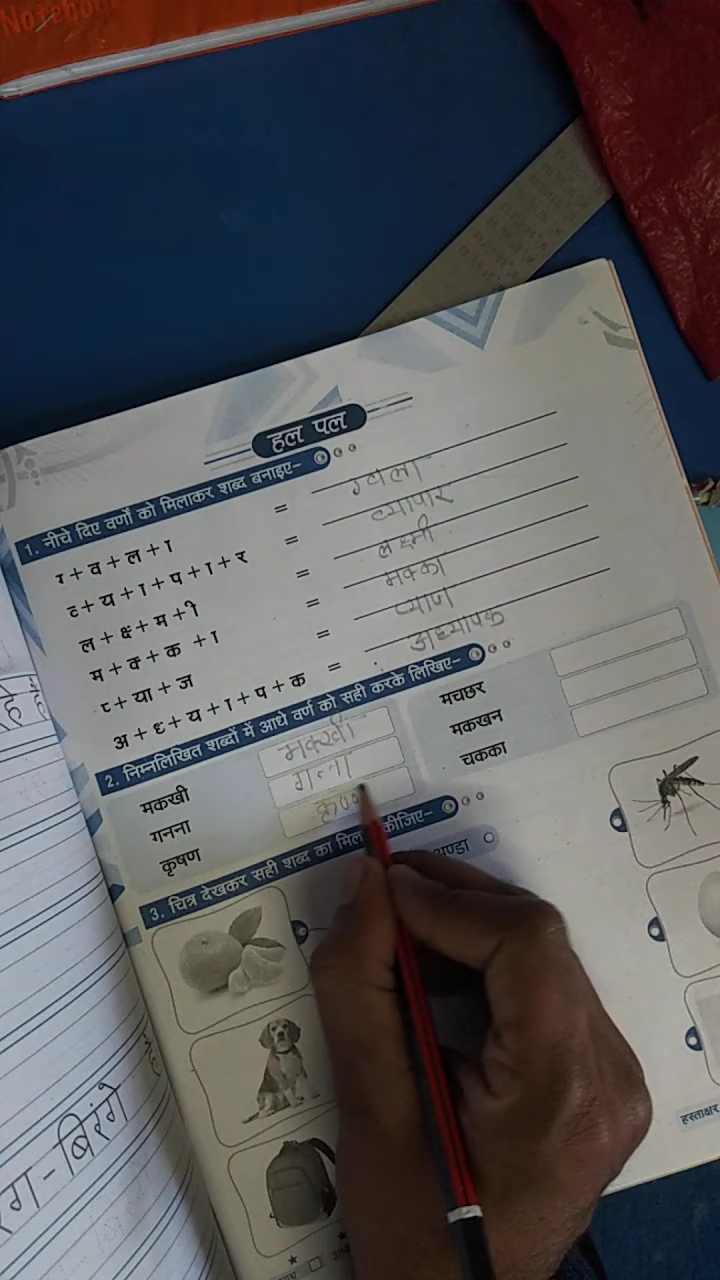 Notebook
हल पल
1. नीचे दिए वर्णों को मिलाकर शब्द बनाइए–
ग्+व+ल+ा = ग्वला
व्+य+ा+प+ा+र = व्यापार
ल+क्ष+म+ी = लक्ष्मी
म+क्+क +ा = मक्का
प्+या+ज =
अ+ध्+य+ा+प+क = अध्यापक
2. निम्नलिखित शब्दों में आधे वर्ण को सही करके लिखिए–
मकखी मक्खी मचछर
गनना गन्ना मकखन
कृषण चकका
3. चित्र देखकर सही शब्द का मिला कीजिए–
अण्डा
हस्ताक्षर
रंग-बिरंगे